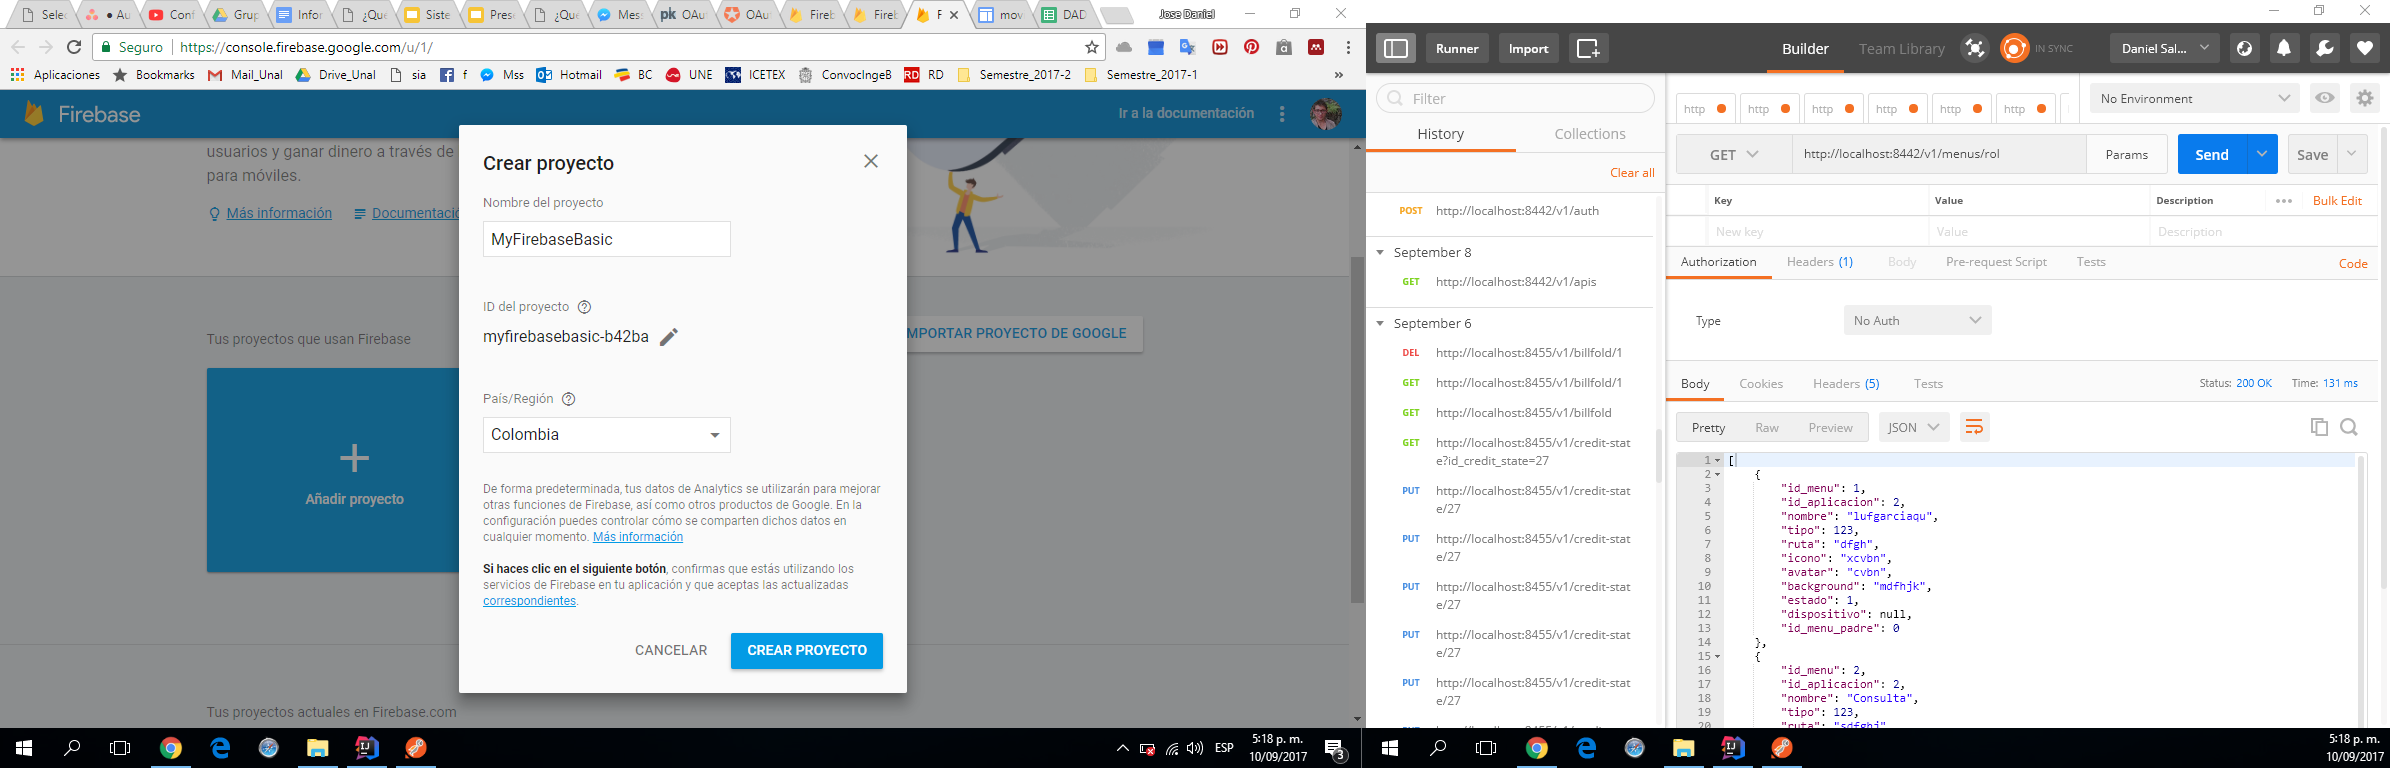 Selec
Au
Conf
Grup
Infor
¿Que
Siste
Pres
¿Que
Mess
pk OAu
OAu
Fireb
Fireb
F
mov
DAD
Jose Daniel
Seguro
https://console.firebase.google.com/u/1/
Aplicaciones
Bookmarks
Mail_Unal
Drive_Unal
sia
f
Mss
Hotmail
BC
UNE
ICETEX
ConvocIngeB
RD
RD
Semestre_2017-2
Semestre_2017-1
»
Firebase
Ir a la documentación
usuarios y ganar dinero a través de
para móviles.
Más información
Documentació
Tus proyectos que usan Firebase
MPORTAR PROYECTO DE GOOGLE
Añadir proyecto
Tus proyectos actuales en Firebase.com
Crear proyecto
Nombre del proyecto
MyFirebaseBasic
ID del proyecto
myfirebasebasic-b42ba
País/Región
Colombia
De forma predeterminada, tus datos de Analytics se utilizarán para mejorar
otras funciones de Firebase, así como otros productos de Google. En la
configuración puedes controlar cómo se comparten dichos datos en
cualquier momento. Más información
Si haces clic en el siguiente botón, confirmas que estás utilizando los
servicios de Firebase en tu aplicación y que aceptas las actualizadas
correspondientes.
CANCELAR
CREAR PROYECTO
ESP
5:18 p. m.
10/09/2017
3
Runner
Import
Builder
Team Library
IN SYNC
Daniel Sal...
Filter
History
Collections
Clear all
POST http://localhost:8442/v1/auth
September 8
GET http://localhost:8442/v1/apis
September 6
DEL http://localhost:8455/v1/billfold/1
GET http://localhost:8455/v1/billfold/1
GET http://localhost:8455/v1/billfold
GET http://localhost:8455/v1/credit-stat
e?id_credit_state=27
PUT http://localhost:8455/v1/credit-stat
e/27
PUT http://localhost:8455/v1/credit-stat
e/27
PUT http://localhost:8455/v1/credit-stat
e/27
PUT http://localhost:8455/v1/credit-stat
e/27
PUT http://localhost:8455/v1/credit-stat
e/27
http
http
http
http
http
http
No Environment
GET
http://localhost:8442/v1/menus/rol
Params
Send
Save
Key
Value
Description
Bulk Edit
New key
Value
Description
Authorization
Headers (1)
Body
Pre-request Script
Tests
Code
Type
No Auth
Body
Cookies
Headers (5)
Tests
Status: 200 OK
Time: 131 ms
Pretty
Raw
Preview
JSON
1 [
2 {
3 "id_menu": 1,
4 "id_aplicacion": 2,
5 "nombre": "lufgarciaqu",
6 "tipo": 123,
7 "ruta": "dfgh",
8 "icono": "xcvbn",
9 "avatar": "cvbn",
10 "background": "mdfhjk",
11 "estado": 1,
12 "dispositivo": null,
13 "id_menu_padre": 0
14 },
15 {
16 "id_menu": 2,
17 "id_aplicacion": 2,
18 "nombre": "Consulta",
19 "tipo": 123,
20 "ruta": "sdfghj"
5:18 p. m.
10/09/2017